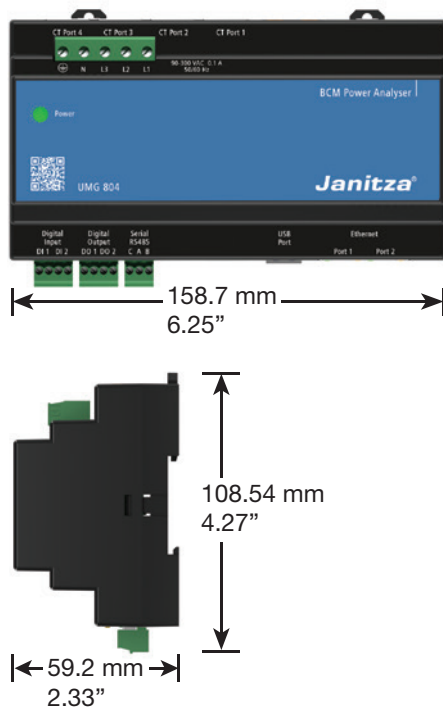 CT Port 4 CT Port 3 CT Port 2 CT Port 1
N L3 L2 L1
90-300 VAC 0.1 A
50/60 Hz
BCM Power Analyser
Power
UMG 804
Janitza®
Digital Input Digital Output Serial RS485 USB Port Ethernet
DI 1 DI 2 DO 1 DO 2 C A B Port 1 Port 2
158.7 mm
6.25”
108.54 mm
4.27”
59.2 mm
2.33”